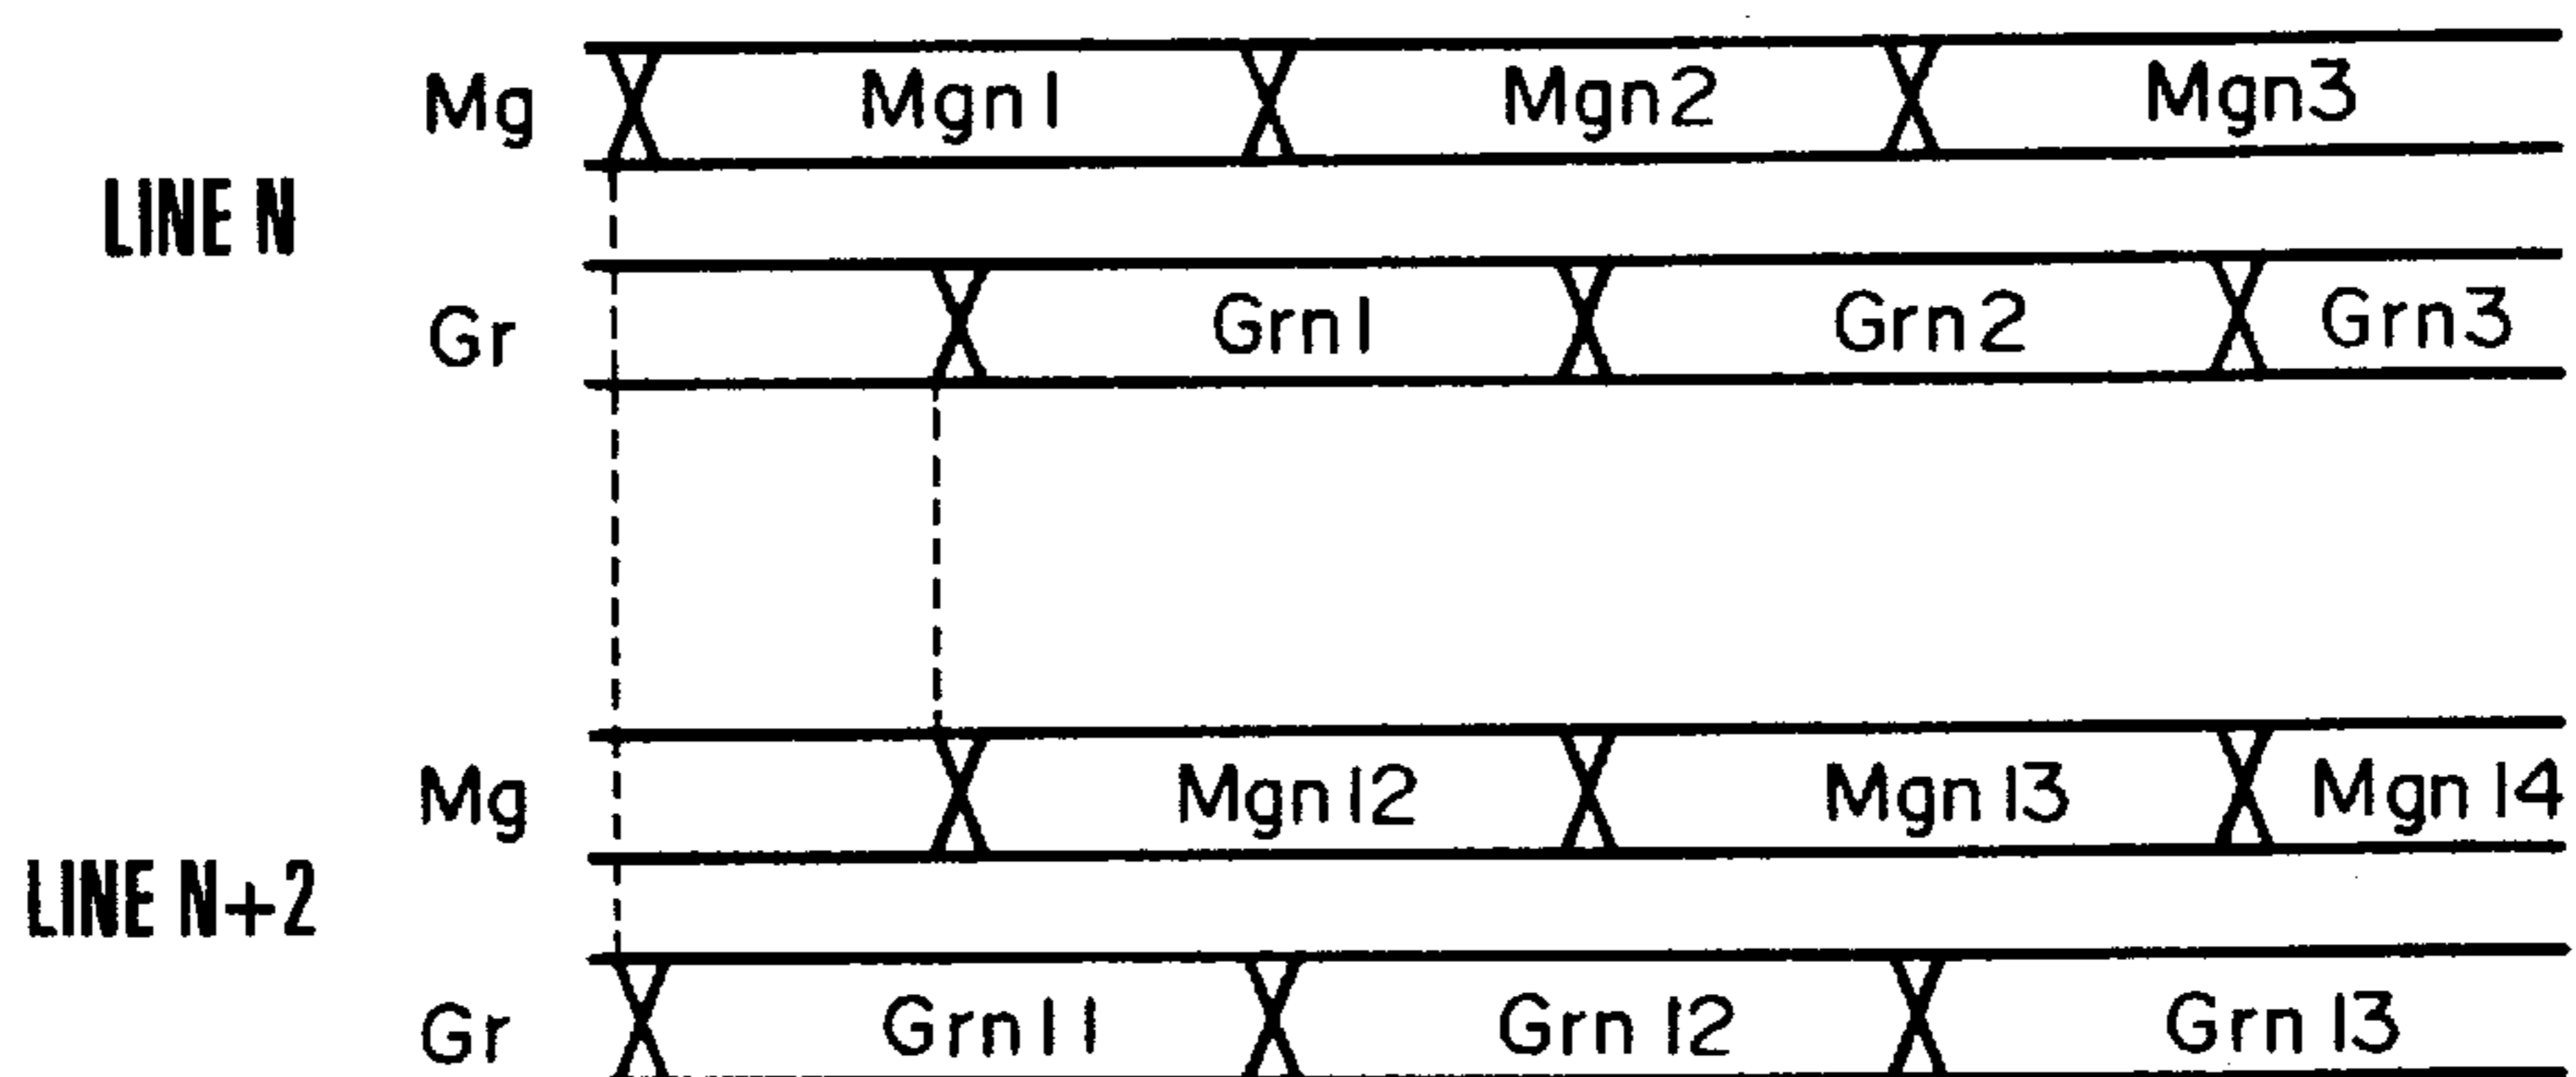 Mg Mgn1 Mgn2 Mgn3
LINE N
Gr Grn1 Grn2 Grn3
Mg Mgn12 Mgn13 Mgn14
LINE N+2
Gr Grn11 Grn12 Grn13